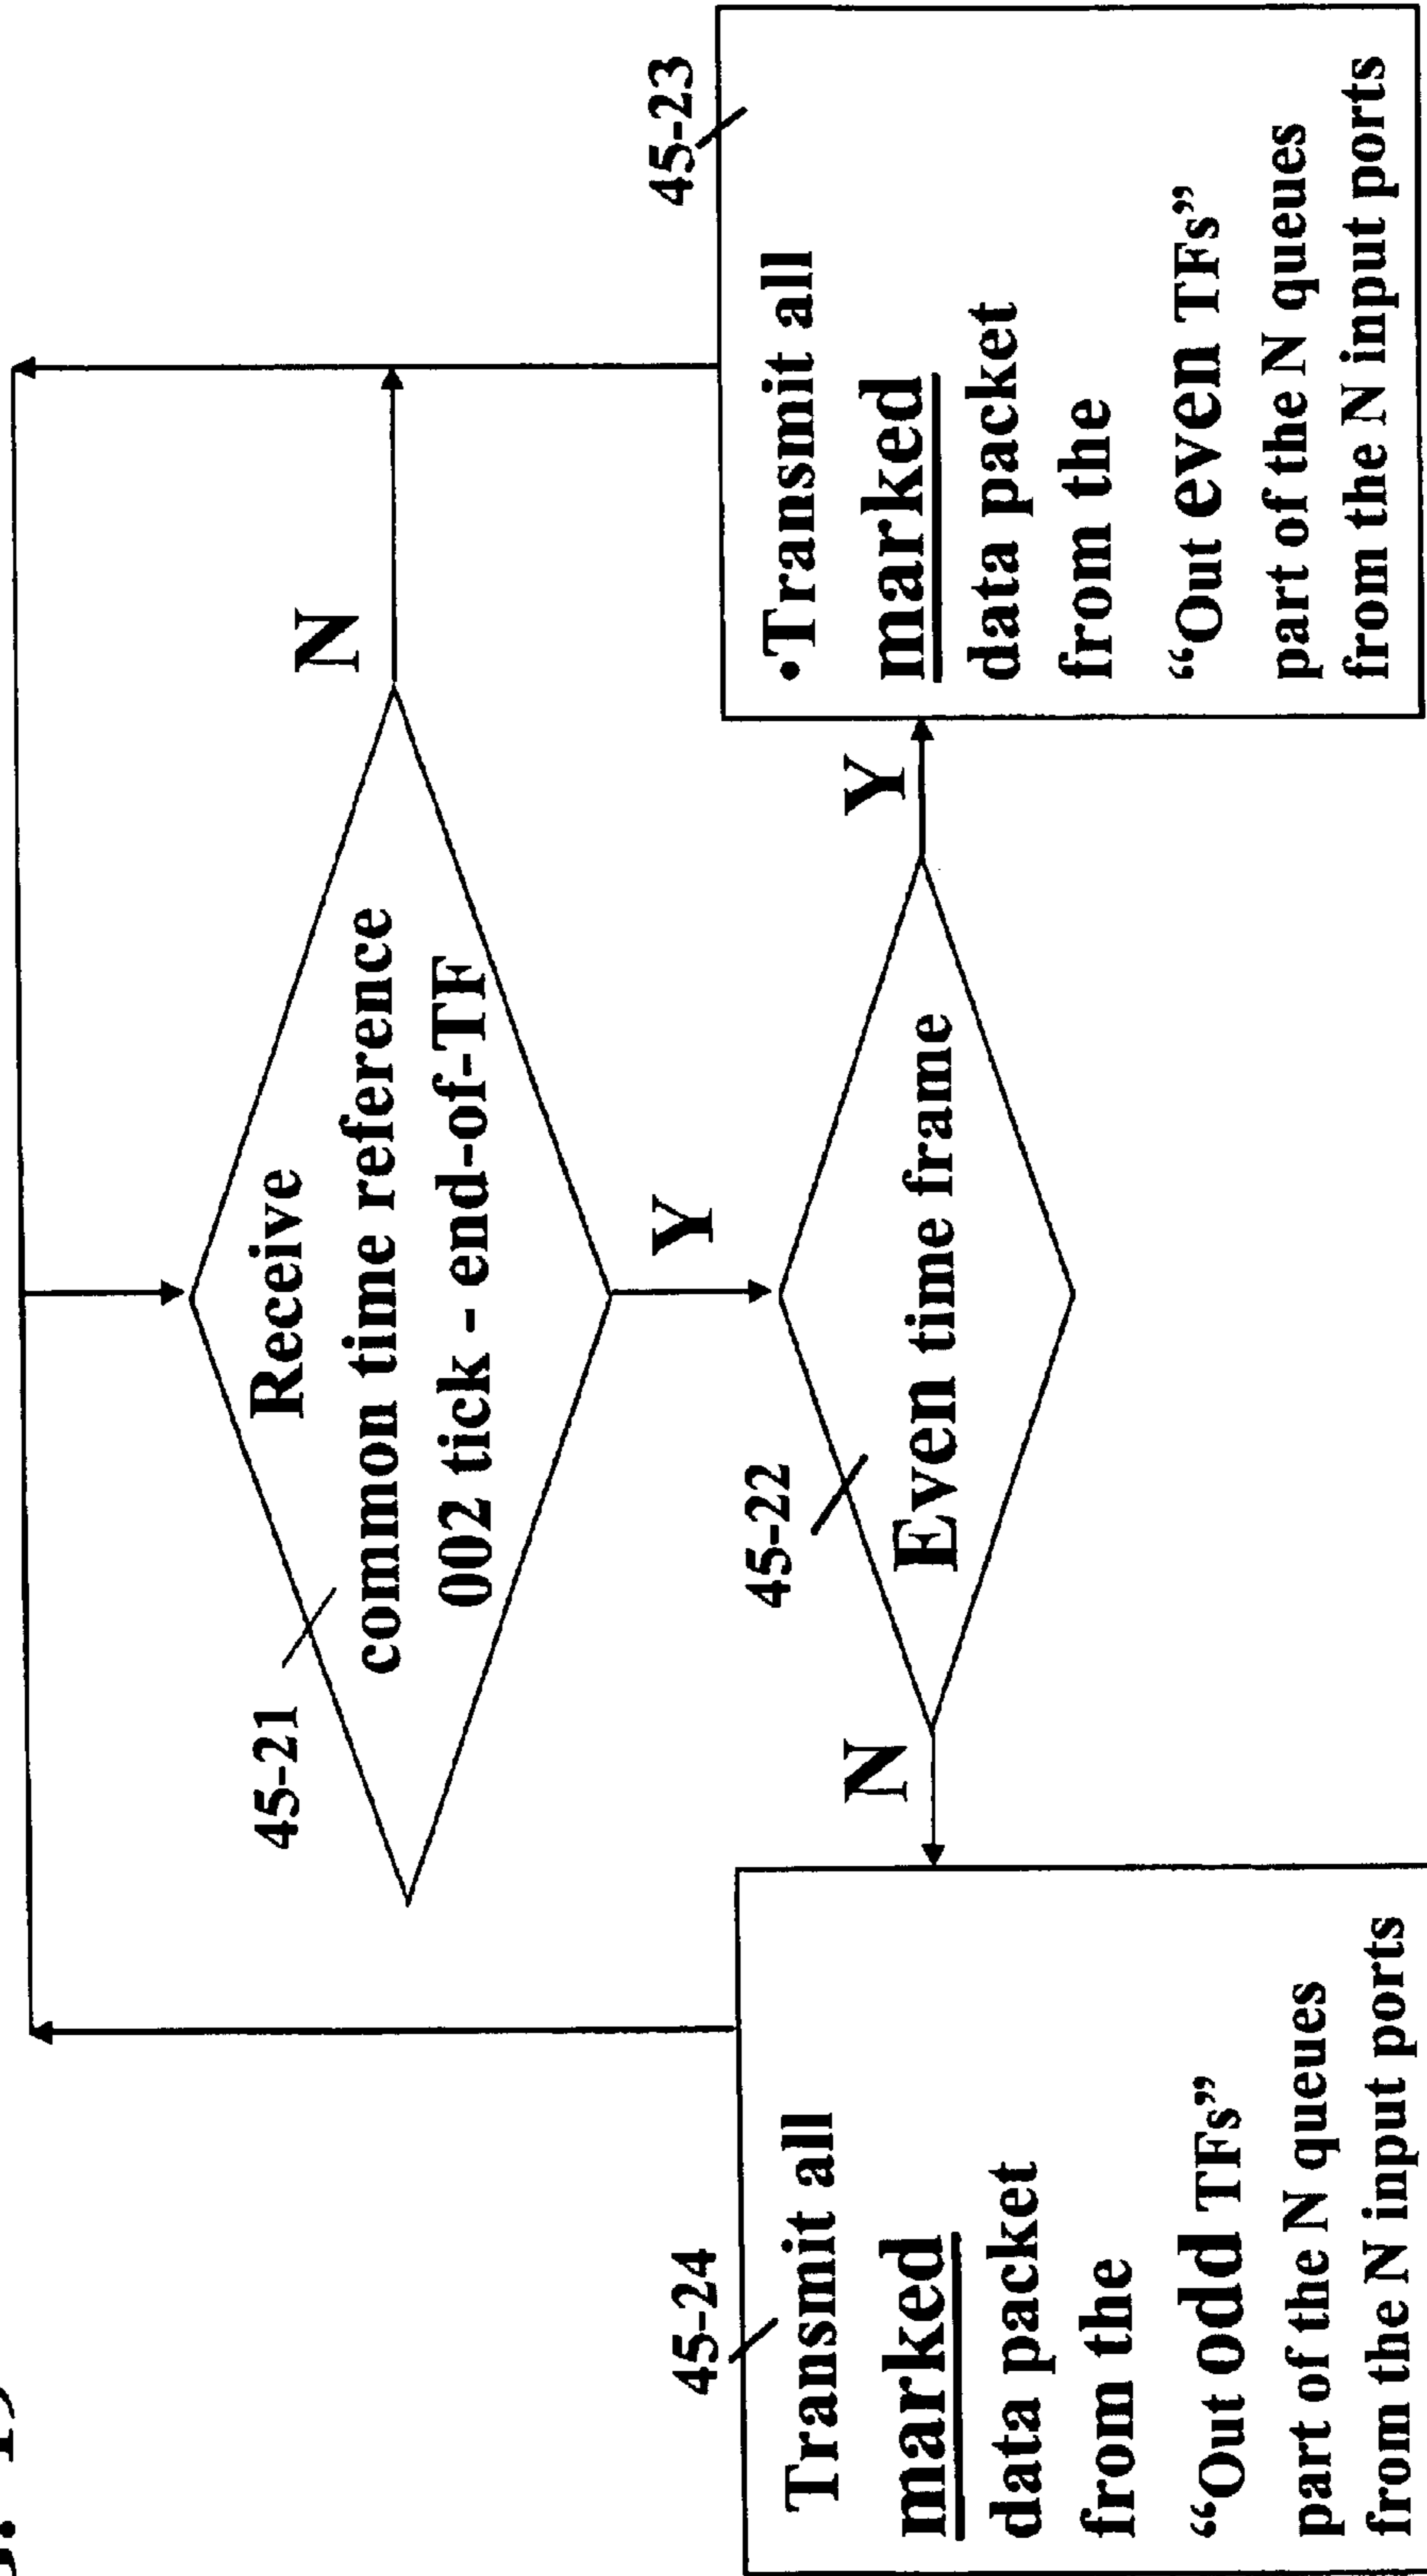 45-21
Receive
common time reference
002 tick - end-of-TF
N
Y
45-22
Even time frame
N
Y
45-24
Transmit all
marked
data packet
from the
“Out odd TFs”
part of the N queues
from the N input ports
45-23
•Transmit all
marked
data packet
from the
“Out even TFs”
part of the N queues
from the N input ports